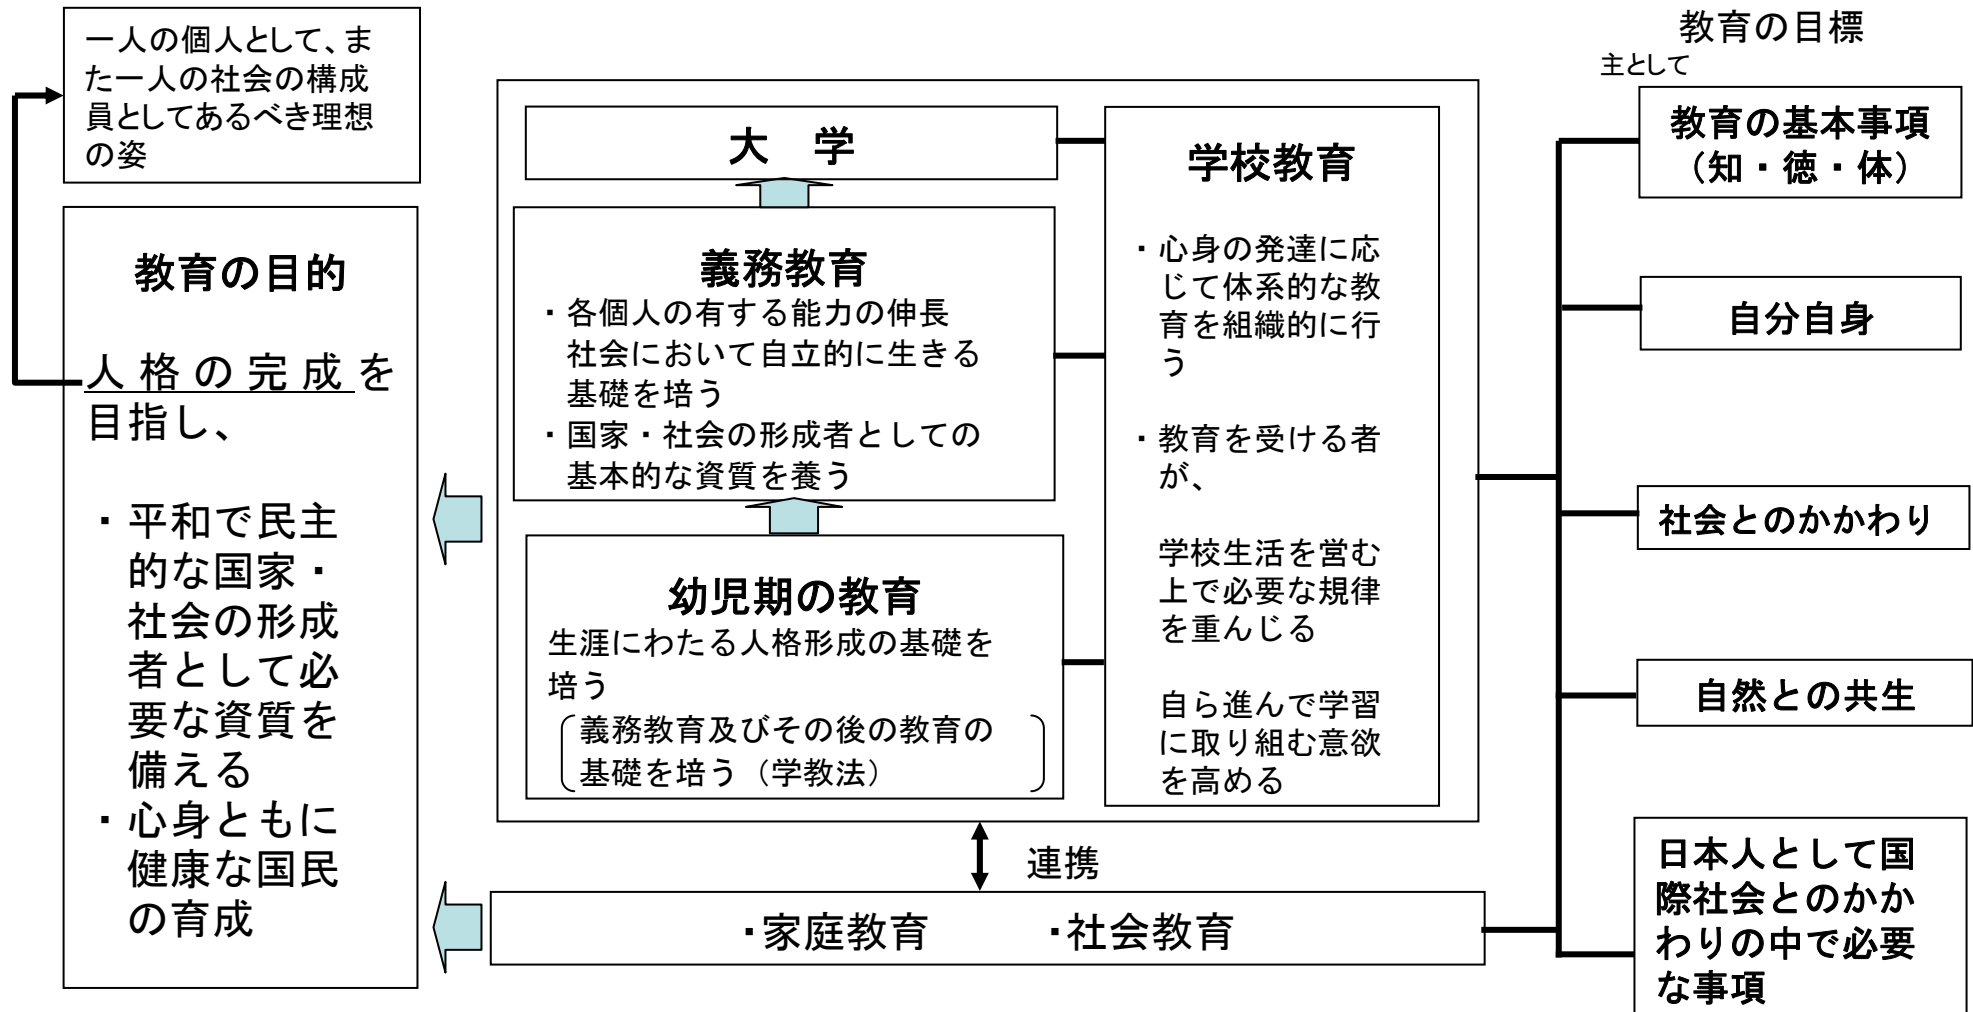 一人の個人として、ま
た一人の社会の構成
員としてあるべき理想
の姿
教育の目的
人格の完成を
目指し、
・平和で民主
的な国家・
社会の形成
者として必
要な資質を
備える
・心身ともに
健康な国民
の育成
大 学
義務教育
・各個人の有する能力の伸長
社会において自立的に生きる
基礎を培う
・国家・社会の形成者としての
基本的な資質を養う
幼児期の教育
生涯にわたる人格形成の基礎を
培う
義務教育及びその後の教育の
基礎を培う（学教法）
学校教育
・心身の発達に応
じて体系的な教
育を組織的に行
う
・教育を受ける者
が、
学校生活を営む
上で必要な規律
を重んじる
自ら進んで学習
に取り組む意欲
を高める
連携
・家庭教育 ・社会教育
教育の目標
主として
教育の基本事項
（知・徳・体）
自分自身
社会とのかかわり
自然との共生
日本人として国
際社会とのかか
わりの中で必要
な事項